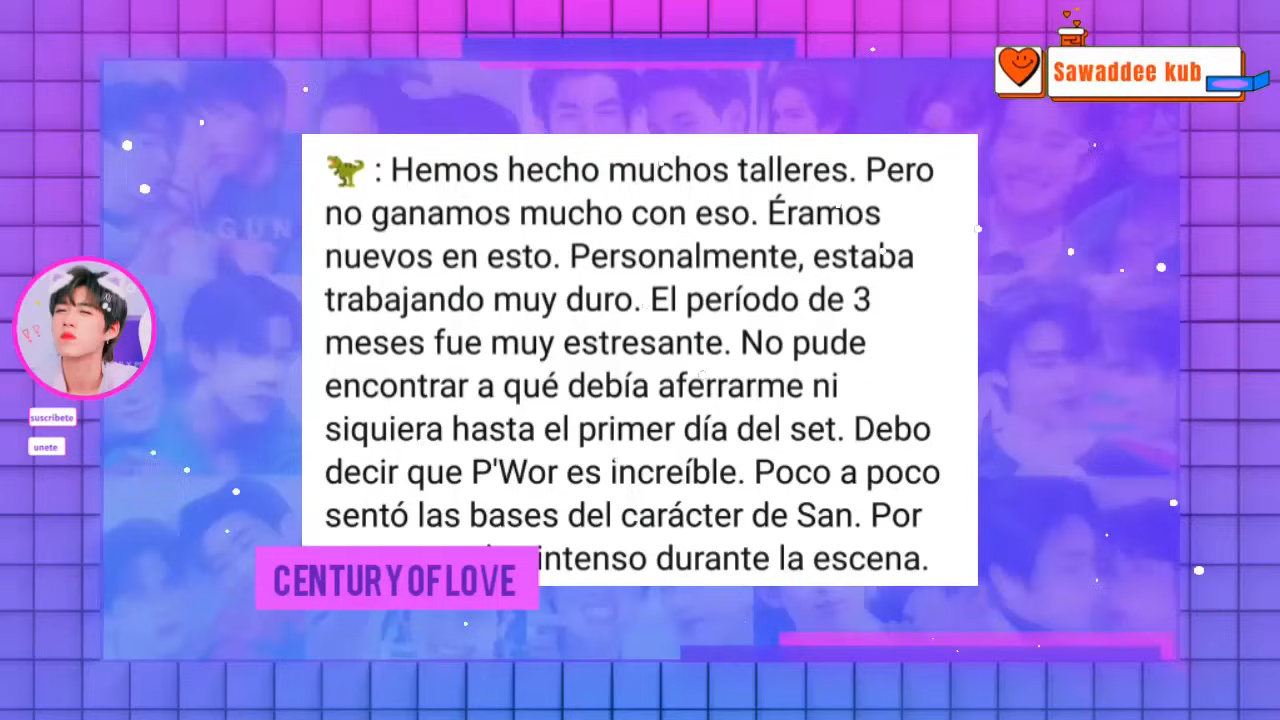 Sawaddee kub
🦖 : Hemos hecho muchos talleres. Pero
no ganamos mucho con eso. Éramos
nuevos en esto. Personalmente, estaba
trabajando muy duro. El período de 3
meses fue muy estresante. No pude
encontrar a qué debía aferrarme ni
siquiera hasta el primer día del set. Debo
decir que P'Wor es increíble. Poco a poco
sentó las bases del carácter de San. Por
intenso durante la escena.
GUN
suscríbete
unete
CENTURY OF LOVE